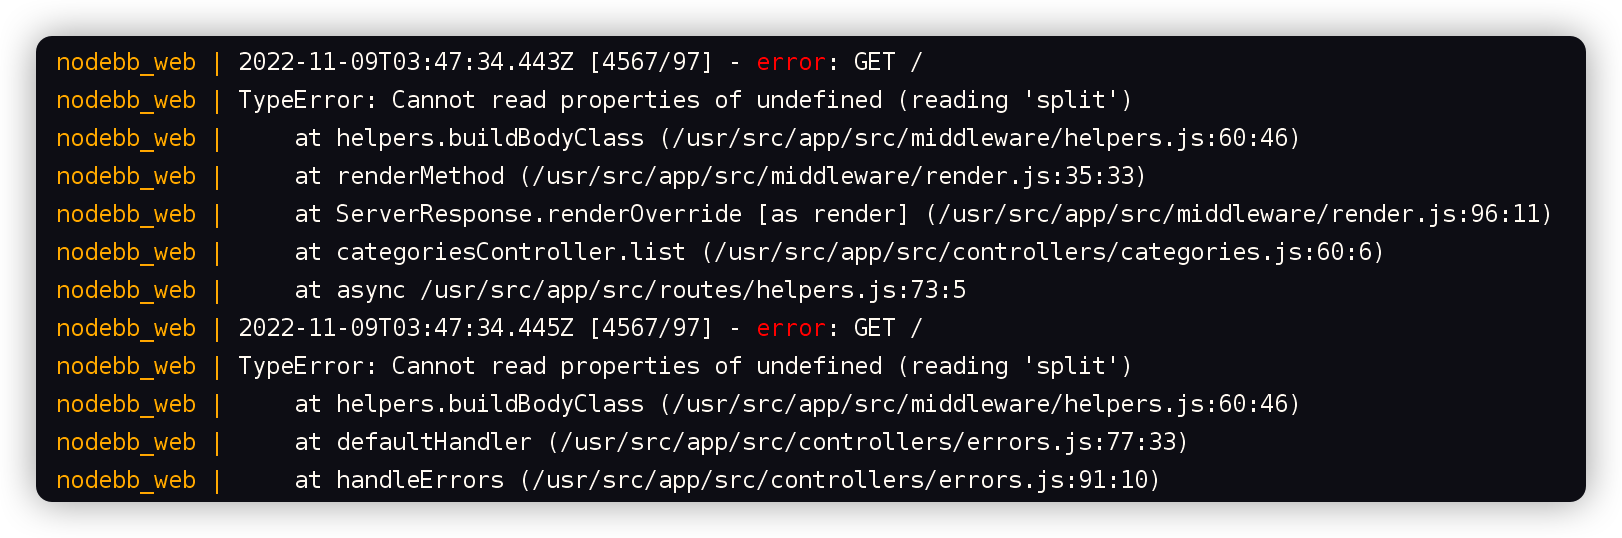 nodebb_web | 2022-11-09T03:47:34.443Z [4567/97] - error: GET /
nodebb_web | TypeError: Cannot read properties of undefined (reading 'split')
nodebb_web |     at helpers.buildBodyClass (/usr/src/app/src/middleware/helpers.js:60:46)
nodebb_web |     at renderMethod (/usr/src/app/src/middleware/render.js:35:33)
nodebb_web |     at ServerResponse.renderOverride [as render] (/usr/src/app/src/middleware/render.js:96:11)
nodebb_web |     at categoriesController.list (/usr/src/app/src/controllers/categories.js:60:6)
nodebb_web |     at async /usr/src/app/src/routes/helpers.js:73:5
nodebb_web | 2022-11-09T03:47:34.445Z [4567/97] - error: GET /
nodebb_web | TypeError: Cannot read properties of undefined (reading 'split')
nodebb_web |     at helpers.buildBodyClass (/usr/src/app/src/middleware/helpers.js:60:46)
nodebb_web |     at defaultHandler (/usr/src/app/src/controllers/errors.js:77:33)
nodebb_web |     at handleErrors (/usr/src/app/src/controllers/errors.js:91:10)